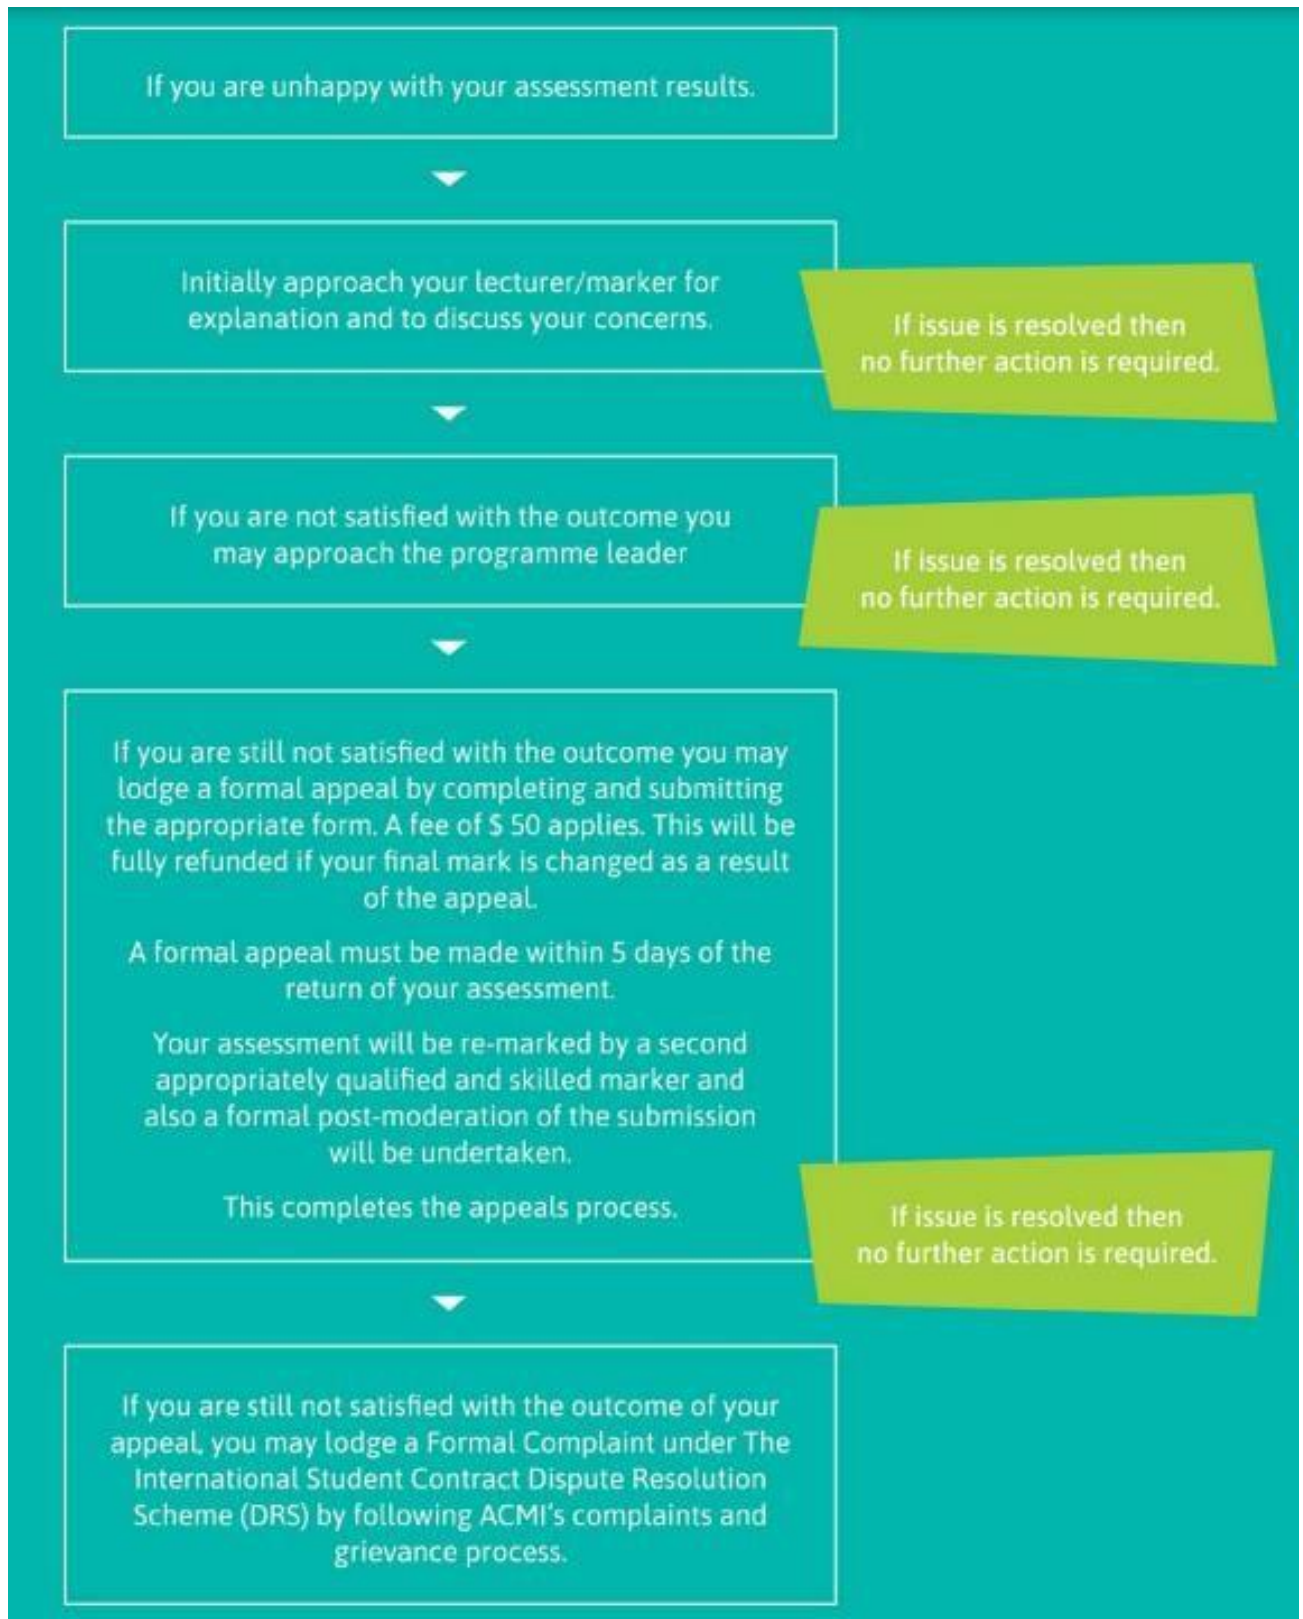 If you are unhappy with your assessment results.
Initially approach your lecturer/marker for
explanation and to discuss your concerns.
If issue is resolved then
no further action is required.
If you are not satisfied with the outcome you
may approach the programme leader
If issue is resolved then
no further action is required.
If you are still not satisfied with the outcome you may
lodge a formal appeal by completing and submitting
the appropriate form. A fee of $ 50 applies. This will be
fully refunded if your final mark is changed as a result
of the appeal.
A formal appeal must be made within 5 days of the
return of your assessment.
Your assessment will be re-marked by a second
appropriately qualified and skilled marker and
also a formal post-moderation of the submission
will be undertaken.
This completes the appeals process.
If issue is resolved then
no further action is required.
If you are still not satisfied with the outcome of your
appeal, you may lodge a Formal Complaint under The
International Student Contract Dispute Resolution
Scheme (DRS) by following ACMI's complaints and
grievance process.